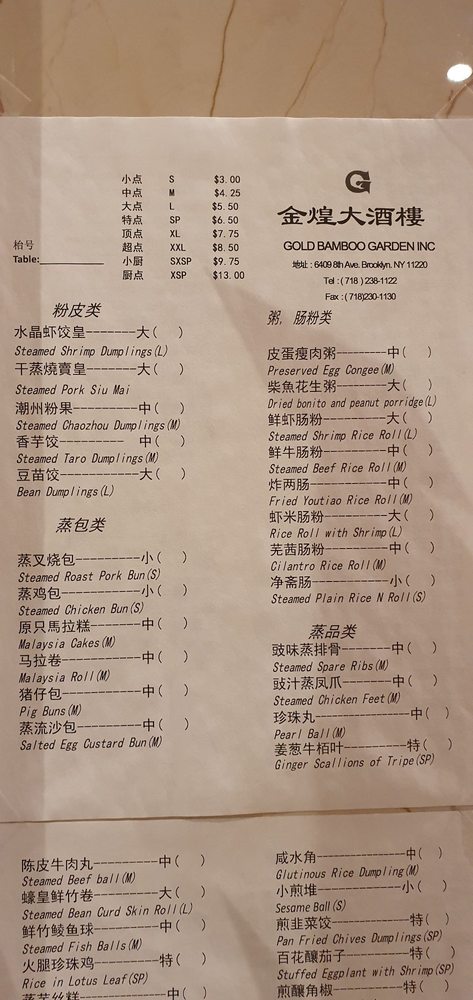 小点 S $3.00
中点 M $4.25
大点 L $5.50
特点 SP $6.50
顶点 XL $7.75
超点 XXL $8.50
小厨 SXSP $9.75
厨点 XSP $13.00
枱号
Table:____________
G
金煌大酒樓
GOLD BAMBOO GARDEN INC
地址 : 6409 8th Ave. Brooklyn. NY 11220
Tel : ( 718 ) 238-1122
Fax : ( 718)230-1130
粉皮类
水晶虾饺皇-------大( )
Steamed Shrimp Dumplings(L)
干蒸燒賣皇-------大( )
Steamed Pork Siu Mai
潮州粉果---------中( )
Steamed Chaozhou Dumplings(M)
香芋饺--------- 中( )
Steamed Taro Dumplings(M)
豆苗饺-----------大( )
Bean Dumplings(L)
蒸包类
蒸叉烧包----------小( )
Steamed Roast Pork Bun(S)
蒸鸡包------------小( )
Steamed Chicken Bun(S)
原只馬拉糕--------中( )
Malaysia Cakes(M)
马拉卷------------中( )
Malaysia Roll(M)
猪仔包------------中( )
Pig Buns(M)
蒸流沙包----------中( )
Salted Egg Custard Bun(M)
粥, 肠粉类
皮蛋瘦肉粥--------中( )
Preserved Egg Congee(M)
柴魚花生粥--------大( )
Dried bonito and peanut porridge(L)
鲜虾肠粉----------大( )
Steamed Shrimp Rice Roll(L)
鲜牛肠粉----------中( )
Steamed Beef Rice Roll(M)
炸两肠------------中( )
Fried Youtiao Rice Roll(M)
虾米肠粉----------大( )
Rice Roll with Shrimp(L)
芜茜肠粉----------中( )
Cilantro Rice Roll(M)
净斋肠------------小( )
Steamed Plain Rice N Roll(S)
蒸品类
豉味蒸排骨--------中( )
Steamed Spare Ribs(M)
豉汁蒸凤爪--------中( )
Steamed Chicken Feet(M)
珍珠丸------------中( )
Pearl Ball(M)
姜葱牛栢叶--------特( )
Ginger Scallions of Tripe(SP)
陈皮牛肉丸---------中( )
Steamed Beef ball(M)
蠔皇鲜竹卷---------大( )
Steamed Bean Curd Skin Roll(L)
鲜竹鲮鱼球---------中( )
Steamed Fish Balls(M)
火腿珍珠鸡---------特( )
Rice in Lotus Leaf(SP)
咸水角-----------中( )
Glutinous Rice Dumpling(M)
小煎堆-----------小( )
Sesame Ball(S)
煎韭菜饺----------特( )
Pan Fried Chives Dumplings(SP)
百花釀茄子--------特( )
Stuffed Eggplant with Shrimp(SP)
煎釀角椒----------特( )